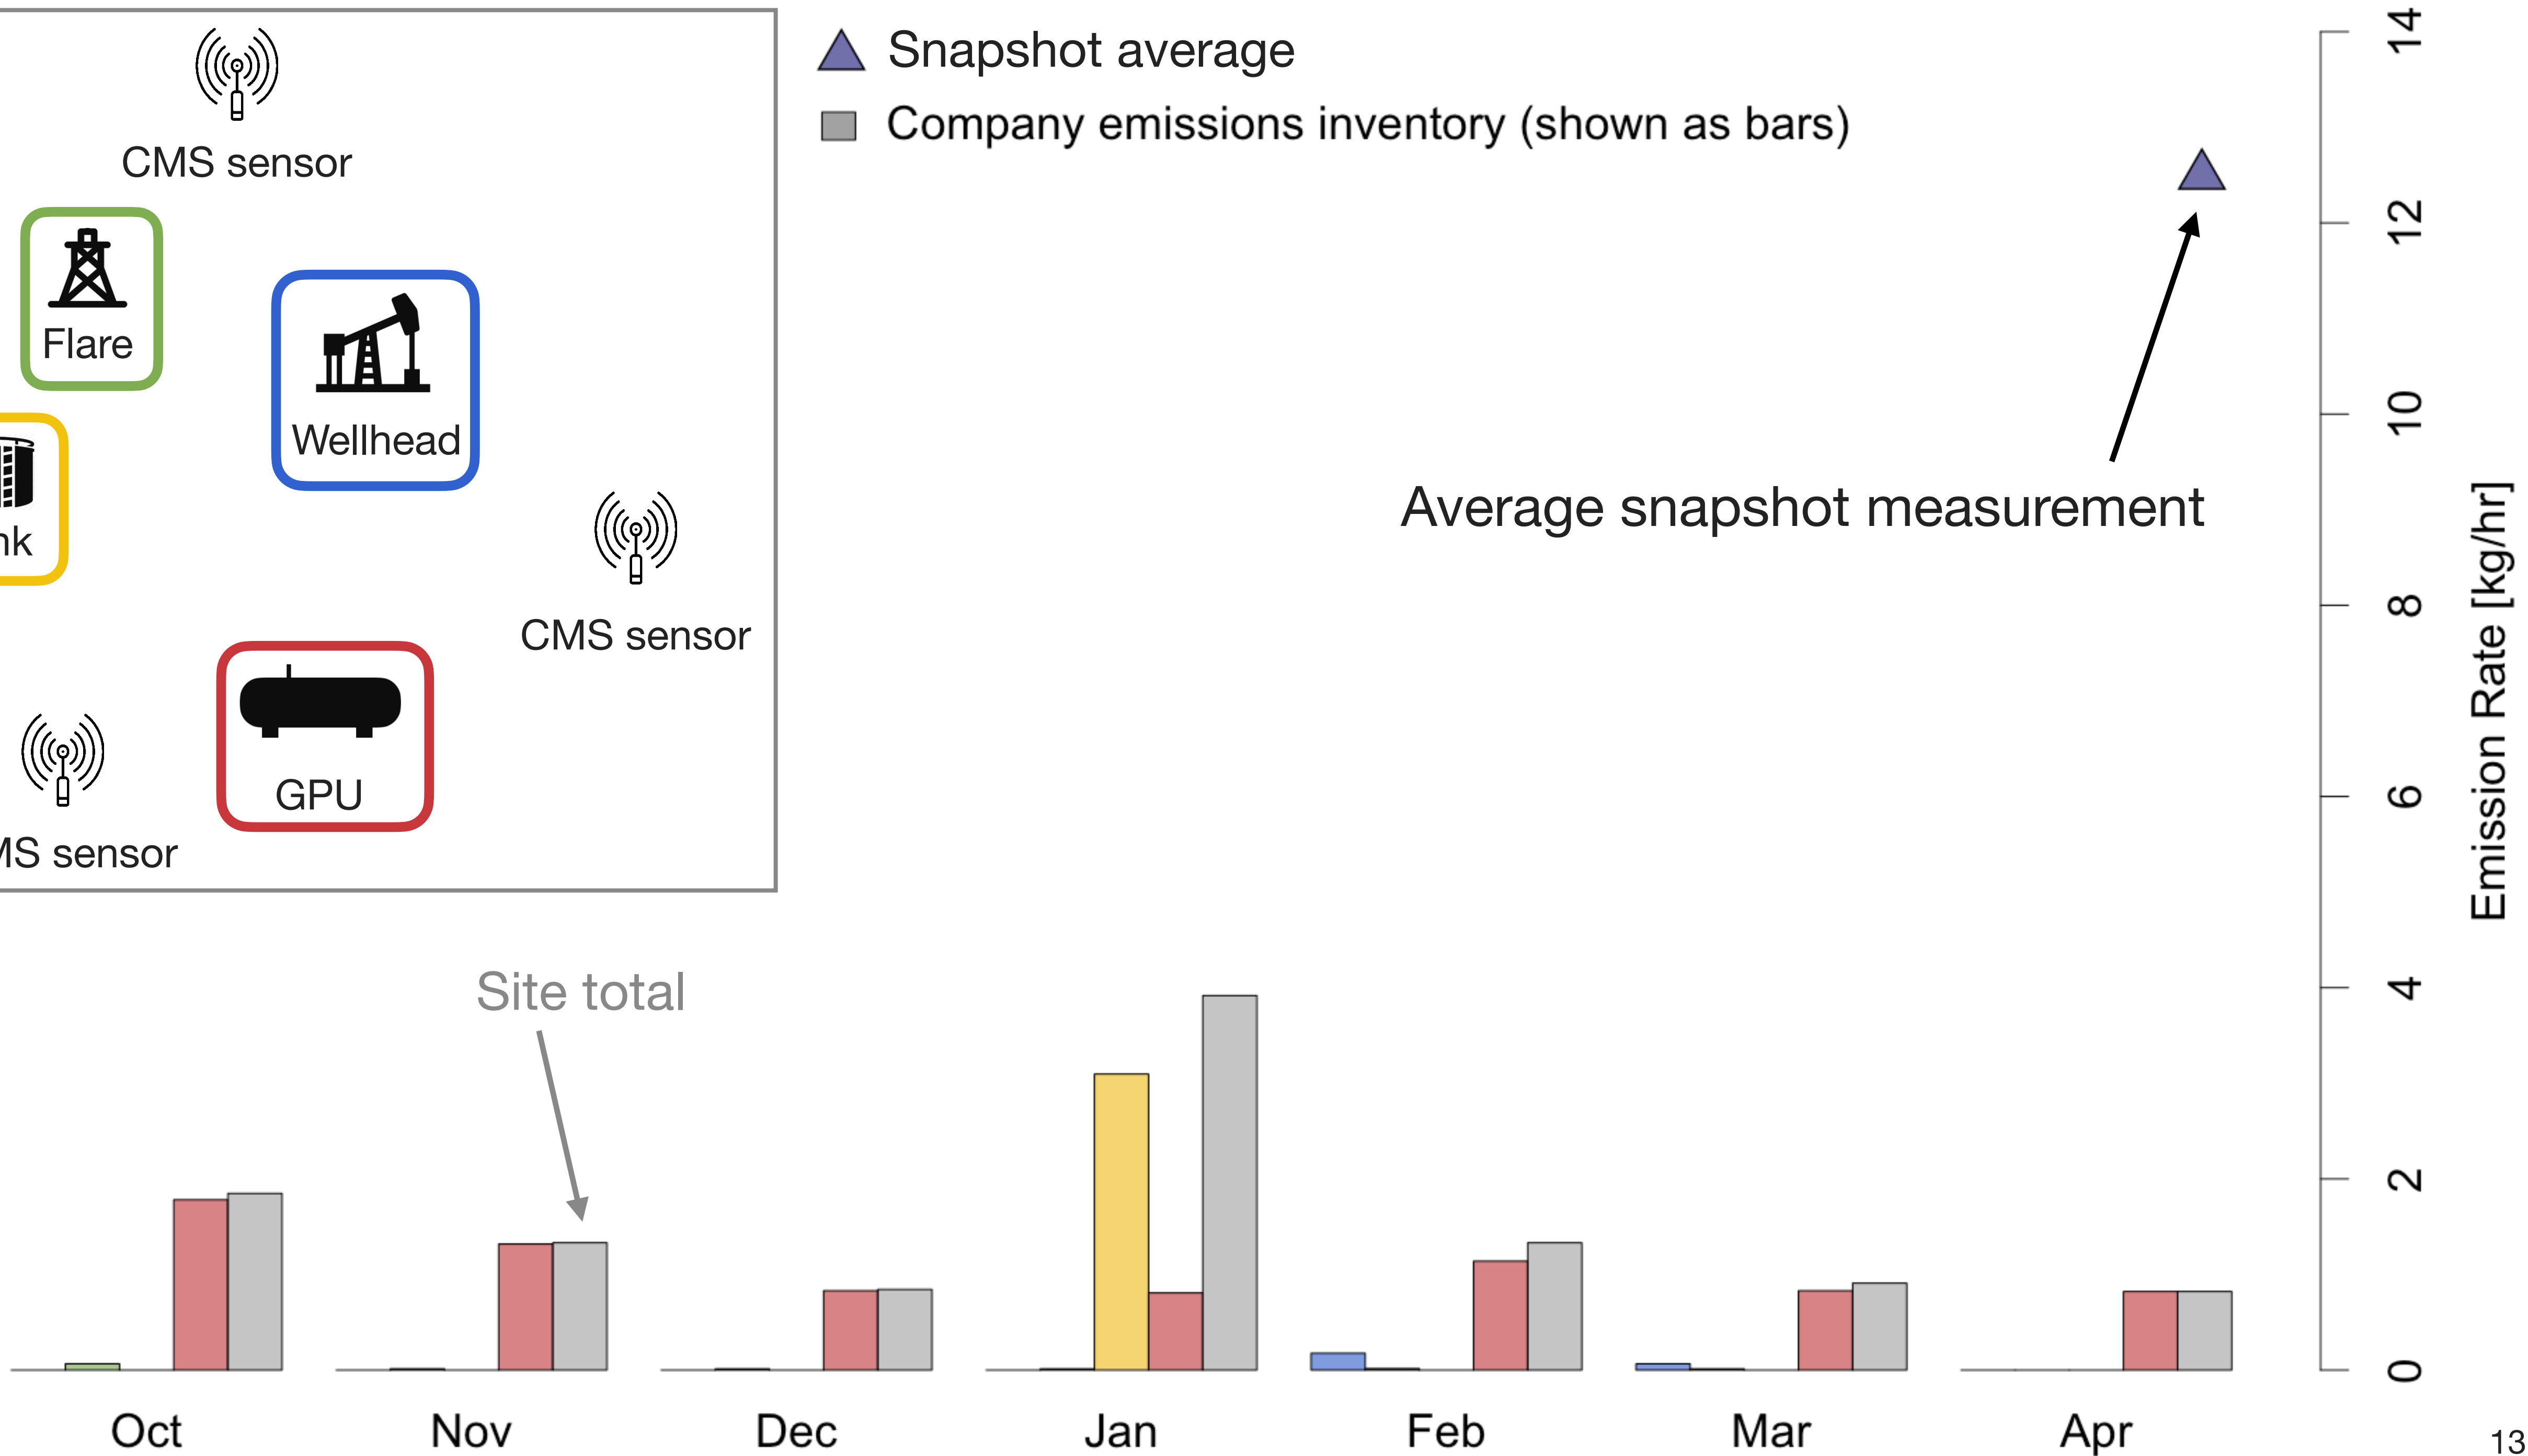 CMS sensor
Flare
Wellhead
nk
CMS sensor
GPU
MS sensor
Snapshot average
Company emissions inventory (shown as bars)
Average snapshot measurement
Site total
14
12
10
8
6
4
2
0
Emission Rate [kg/hr]
Oct
Nov
Dec
Jan
Feb
Mar
Apr
13